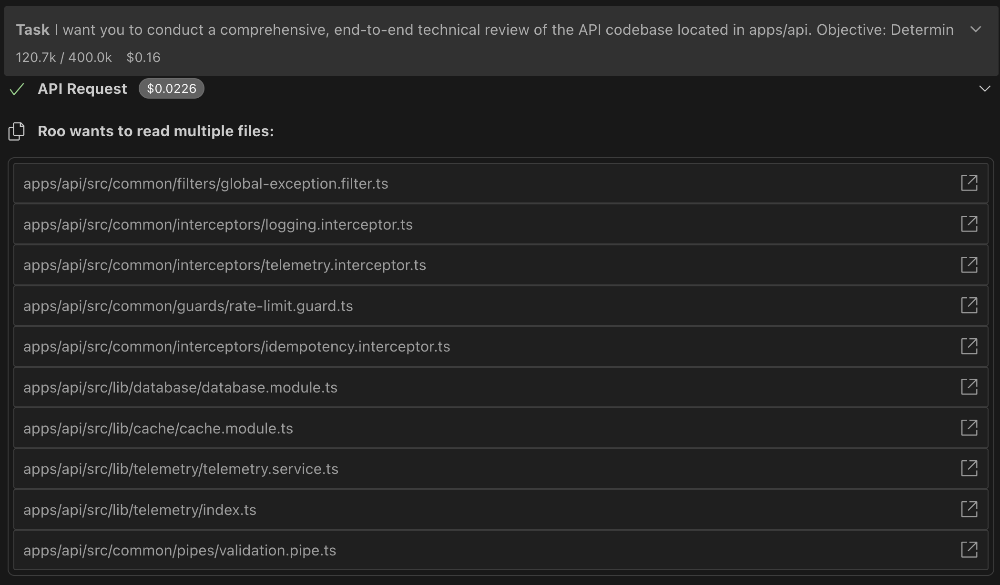 Task I want you to conduct a comprehensive, end-to-end technical review of the API codebase located in apps/api. Objective: Determin
120.7k / 400.0k $0.16
API Request $0.0226
Roo wants to read multiple files:
apps/api/src/common/filters/global-exception.filter.ts
apps/api/src/common/interceptors/logging.interceptor.ts
apps/api/src/common/interceptors/telemetry.interceptor.ts
apps/api/src/common/guards/rate-limit.guard.ts
apps/api/src/common/interceptors/idempotency.interceptor.ts
apps/api/src/lib/database/database.module.ts
apps/api/src/lib/cache/cache.module.ts
apps/api/src/lib/telemetry/telemetry.service.ts
apps/api/src/lib/telemetry/index.ts
apps/api/src/common/pipes/validation.pipe.ts